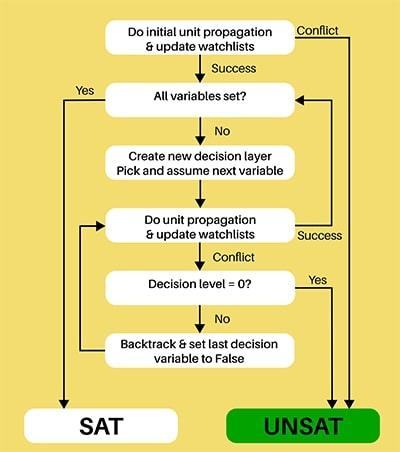 Do initial unit propagation
& update watchlists
Conflict
Success
Yes
All variables set?
No
Create new decision layer
Pick and assume next variable
Do unit propagation
& update watchlists
Success
Conflict
Decision level = 0?
Yes
No
Backtrack & set last decision
variable to False
SAT
UNSAT